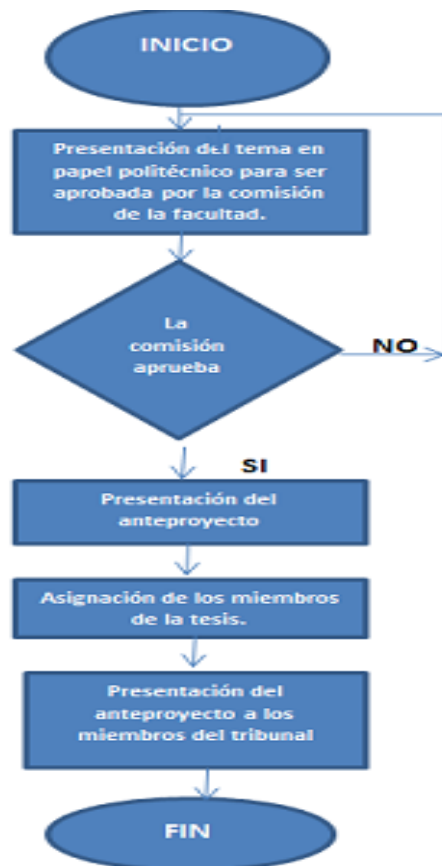 INICIO
Presentación del tema en
papel politécnico para ser
aprobada por la comisión
de la facultad.
La
comisión
aprueba
NO
SI
Presentación del
anteproyecto
Asignación de los miembros
de la tesis.
Presentación del
anteproyecto a los
miembros del tribunal
FIN